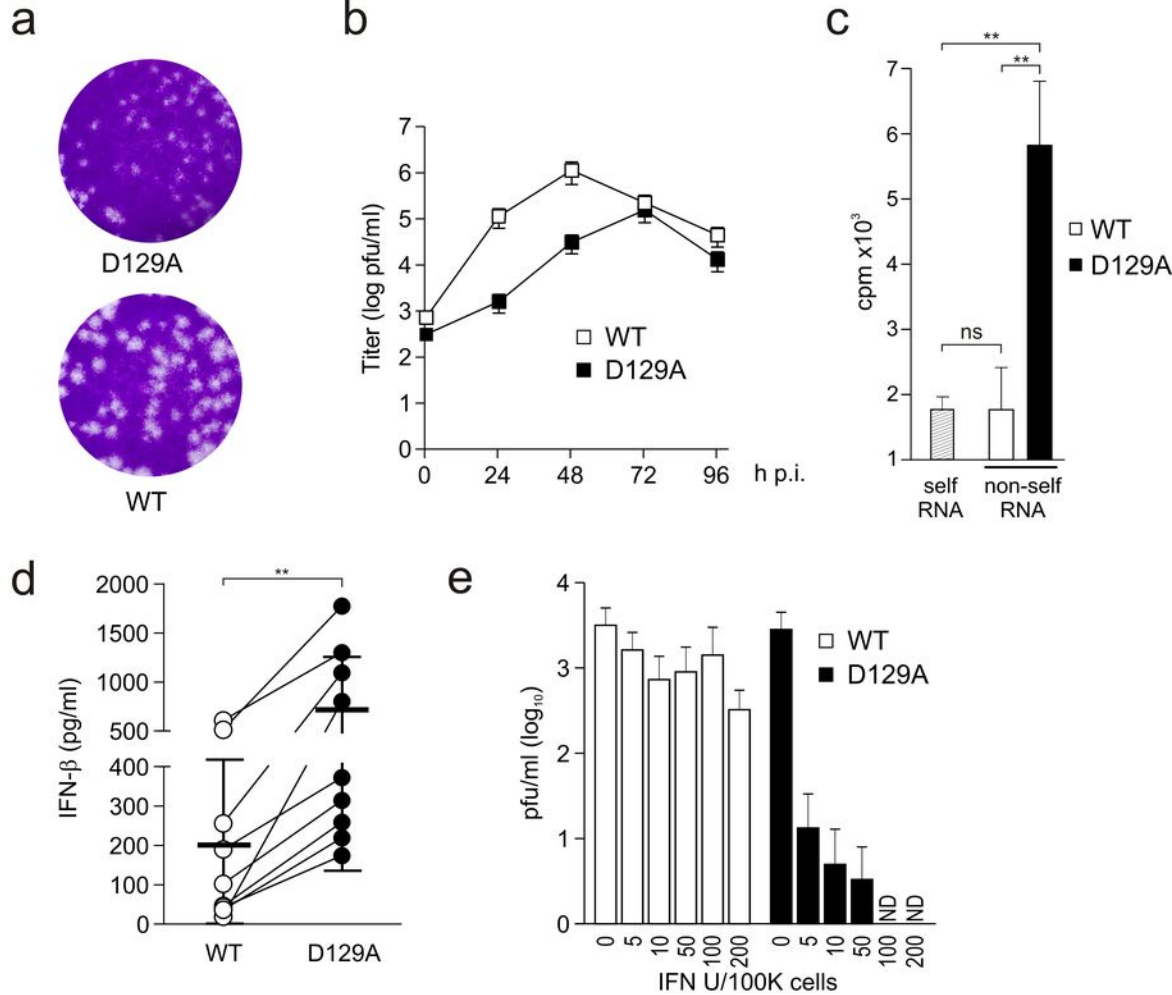 a
D129A
WT
b
Titer (log pfu/ml)
7
6
5
4
3
2
1
0
0 24 48 72 96 h p.i.
WT
D129A
c
**
**
ns
cpm x10³
7
6
5
4
3
2
1
WT
D129A
self RNA
non-self RNA
d
**
IFN-β (pg/ml)
2000
1500
1000
500
400
300
200
100
0
WT D129A
e
pfu/ml (log₁₀)
4
3
2
1
0
WT
D129A
ND ND
0 5 10 50 100 200 0 5 10 50 100 200
IFN U/100K cells